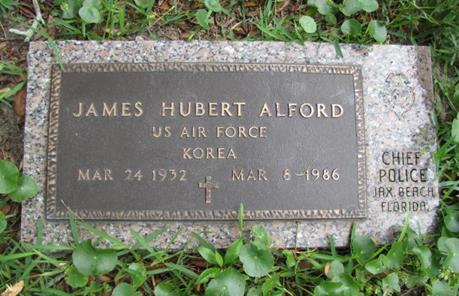 JAMES HUBERT ALFORD
US AIR FORCE
KOREA
MAR 24 1932 MAR 8 1986
CHIEF
POLICE
JAX. BEACH
FLORIDA